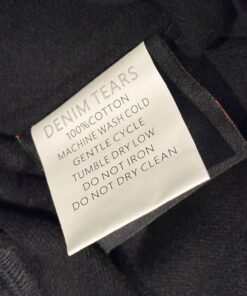 DENIM TEARS
100%COTTON
MACHINE WASH COLD
GENTLE CYCLE
TUMBLE DRY LOW
DO NOT IRON
DO NOT DRY CLEAN